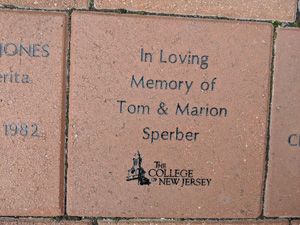 JONES
erita
1982
In Loving
Memory of
Tom & Marion
Sperber
THE
COLLEGE
OF NEW JERSEY